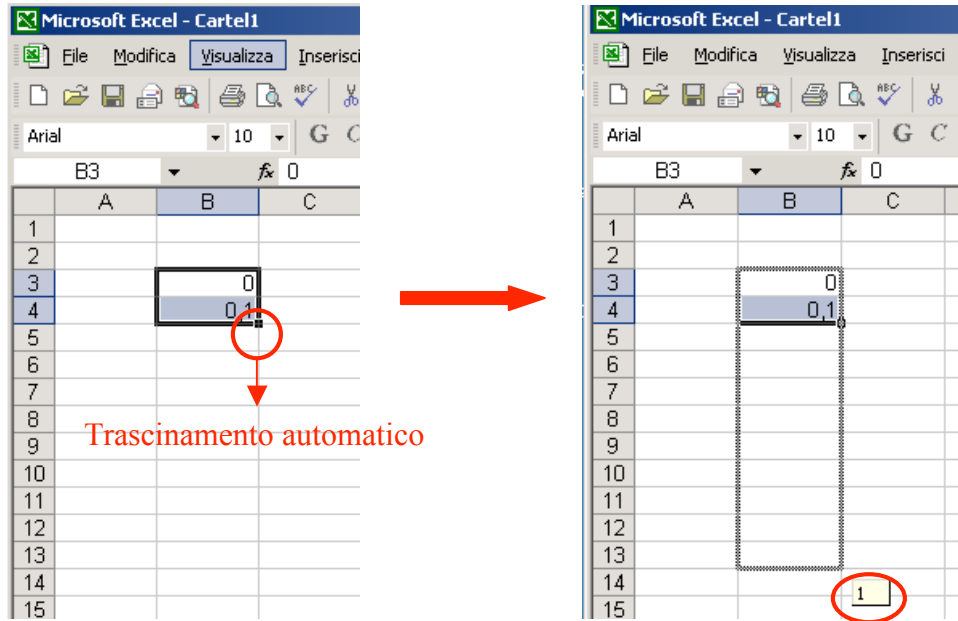 Microsoft Excel - Cartel1
File Modifica Visualizza Inserisci
ABC
Arial 10 G C
B3 fx 0
A B C
1
2
3 0
4 0,1
5
6
7
8
9
10
11
12
13
14
15
Trascinamento automatico
Microsoft Excel - Cartel1
File Modifica Visualizza Inserisci
ABC
Arial 10 G C
B3 fx 0
A B C
1
2
3 0
4 0,1
5
6
7
8
9
10
11
12
13
14 1
15